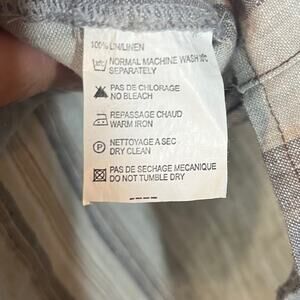 100% LIN/LINEN
NORMAL MACHINE WASH
SEPARATELY
PAS DE CHLORAGE
NO BLEACH
REPASSAGE CHAUD
WARM IRON
P
NETTOYAGE A SEC
DRY CLEAN
PAS DE SECHAGE MECANIQUE
DO NOT TUMBLE DRY